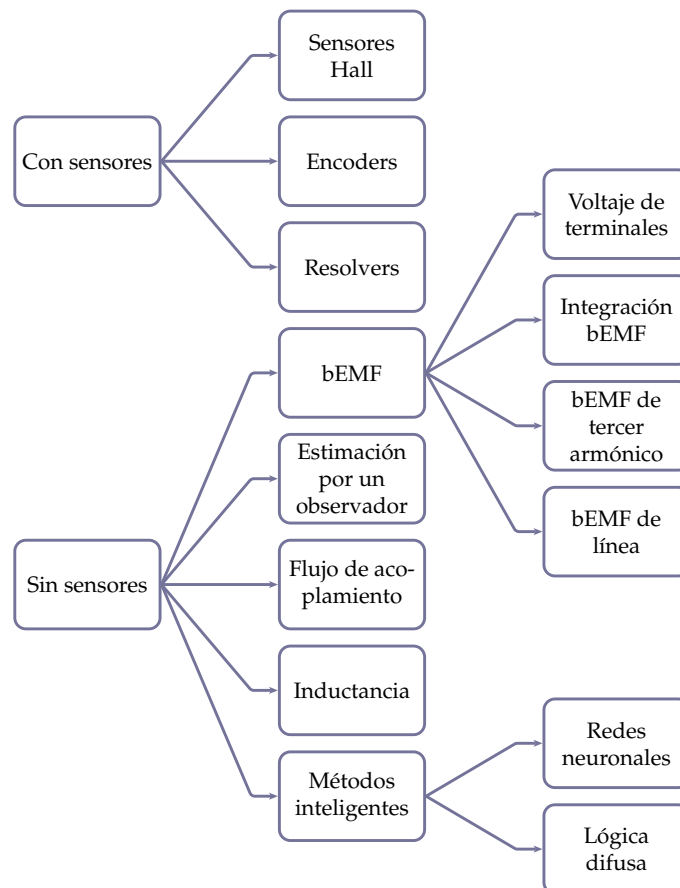 Sensores
Hall
Con sensores
Encoders
Resolvers
Voltaje de
terminales
Integración
bEMF
bEMF
bEMF de
tercer
armónico
bEMF de
línea
Estimación
por un
observador
Sin sensores
Flujo de aco-
plamiento
Inductancia
Métodos
inteligentes
Redes
neuronales
Lógica
difusa